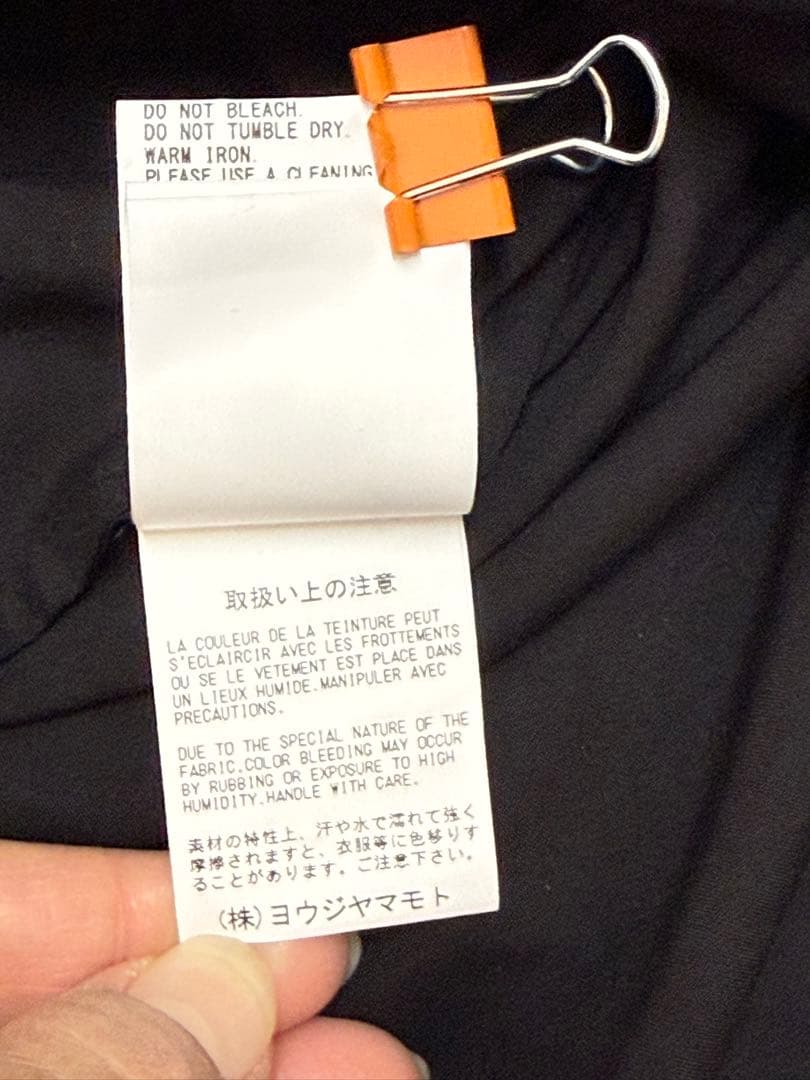 DO NOT BLEACH.
DO NOT TUMBLE DRY.
WARM IRON.
PLEASE USE A CLEANING
取扱い上の注意
LA COULEUR DE LA TEINTURE PEUT
S'ECLAIRCIR AVEC LES FROTTEMENTS
OU SE LE VETEMENT EST PLACE DANS
UN LIEUX HUMIDE.MANIPULER AVEC
PRECAUTIONS.
DUE TO THE SPECIAL NATURE OF THE
FABRIC,COLOR BLEEDING MAY OCCUR
BY RUBBING OR EXPOSURE TO HIGH
HUMIDITY.HANDLE WITH CARE.
素材の特性上、汗や水で濡れて強く
摩擦されますと、衣服等に色移りす
ることがあります。ご注意下さい。
(株)ヨウジヤマモト